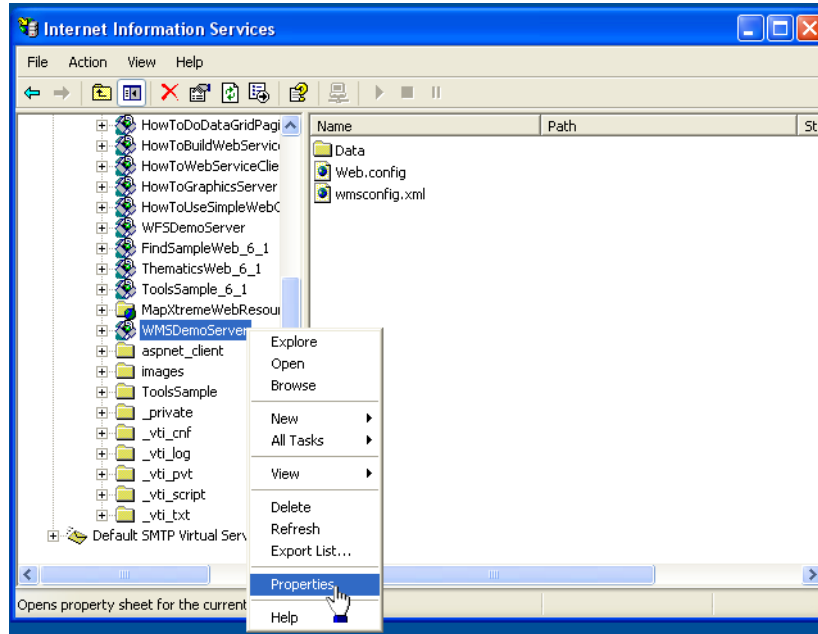 Internet Information Services
File Action View Help
Name Path St
HowToDoDataGridPagi
HowToBuildWebServic
HowToWebServiceClie
HowToGraphicsServer
HowToUseSimpleWebC
WFSDemoServer
FindSampleWeb_6_1
ThematicsWeb_6_1
ToolsSample_6_1
MapXtremeWebResour
WMSDemoServer
aspnet_client
images
ToolsSample
_private
_vti_cnf
_vti_log
_vti_pvt
_vti_script
_vti_txt
Default SMTP Virtual Serv
Data
Web.config
wmsconfig.xml
Explore
Open
Browse
New
All Tasks
View
Delete
Refresh
Export List...
Properties
Help
Opens property sheet for the current